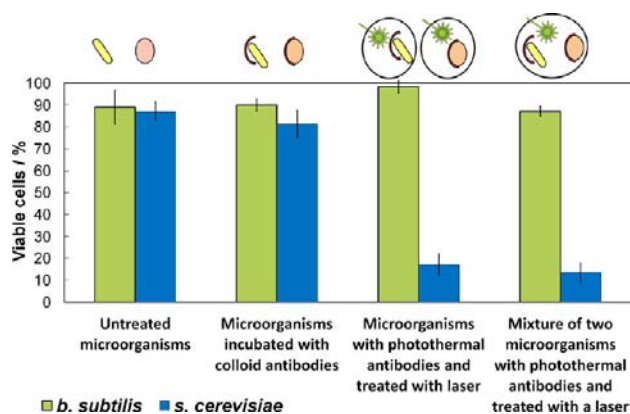 100
90
80
70
60
50
40
30
20
10
0
Viable cells / %
Untreated
microorganisms
Microorganisms
incubated with
colloid antibodies
Microorganisms
with photothermal
antibodies and
treated with laser
Mixture of two
microorganisms
with photothermal
antibodies and
treated with a laser
b. subtilis s. cerevisiae